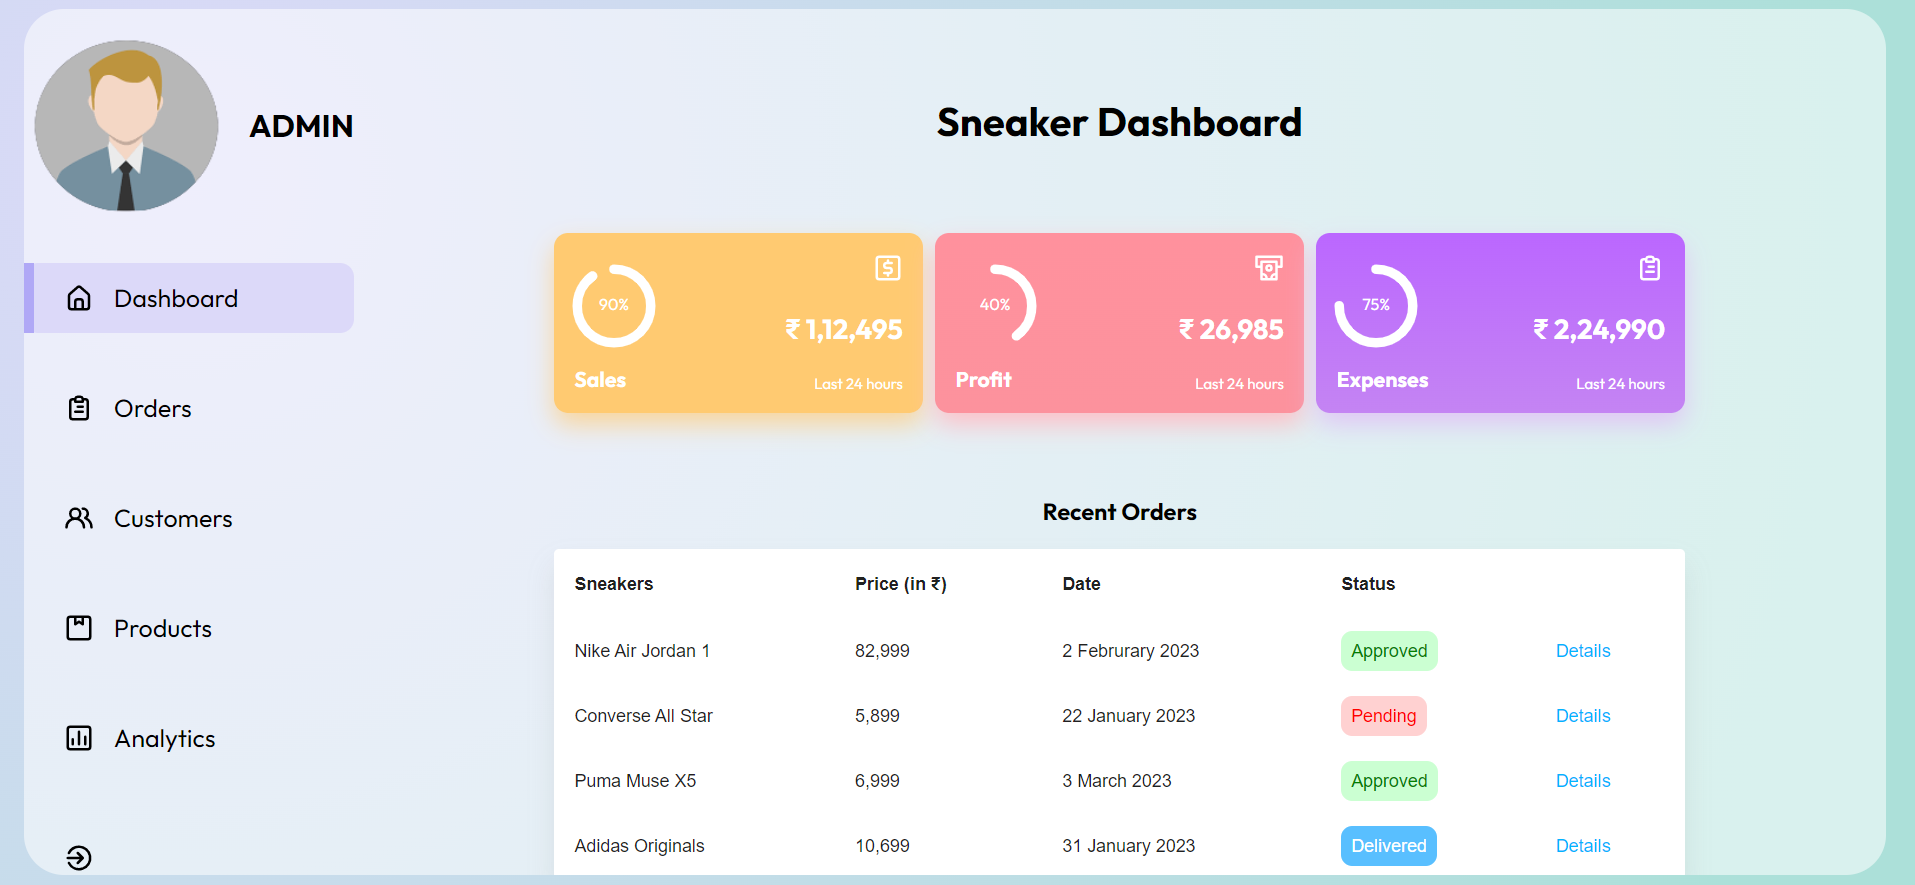 ADMIN
Sneaker Dashboard
Dashboard
Orders
Customers
Products
Analytics
90%
₹ 1,12,495
Sales
Last 24 hours
40%
₹ 26,985
Profit
Last 24 hours
75%
₹ 2,24,990
Expenses
Last 24 hours
Recent Orders
Sneakers Price (in ₹) Date Status
Nike Air Jordan 1 82,999 2 Februrary 2023 Approved Details
Converse All Star 5,899 22 January 2023 Pending Details
Puma Muse X5 6,999 3 March 2023 Approved Details
Adidas Originals 10,699 31 January 2023 Delivered Details